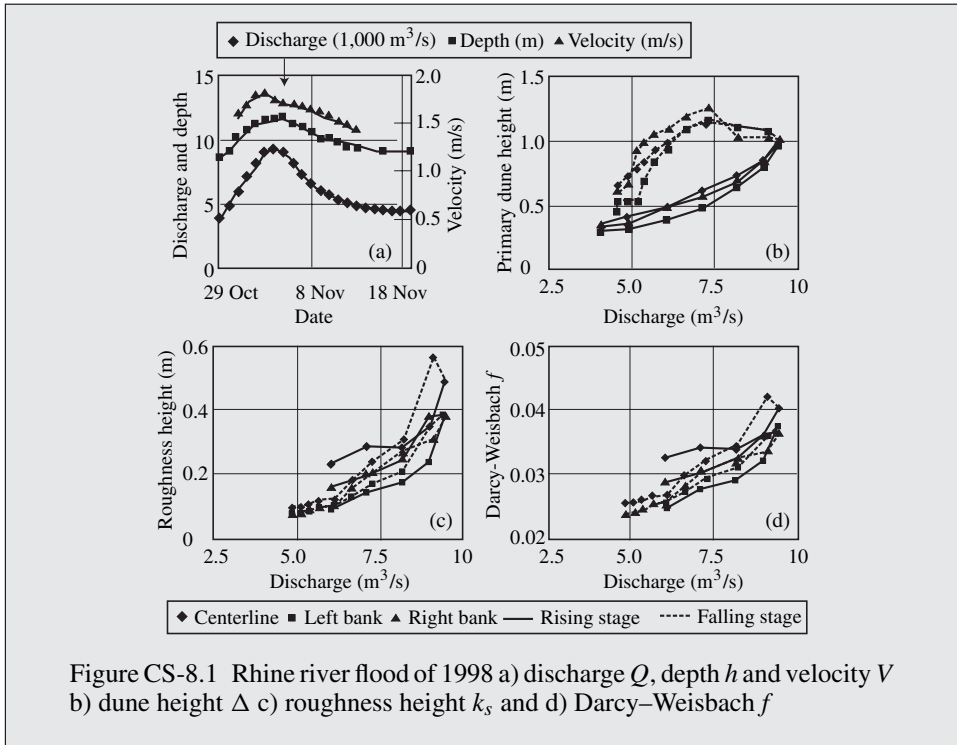 Discharge (1,000 m³/s) Depth (m) Velocity (m/s)
15
10
5
0
Discharge and depth
2.0
1.5
1.0
0.5
0
Velocity (m/s)
(a)
29 Oct 8 Nov 18 Nov
Date
1.5
1.0
0.5
0
Primary dune height (m)
(b)
2.5 5.0 7.5 10
Discharge (m³/s)
0.6
0.4
0.2
0
Roughness height (m)
(c)
2.5 5.0 7.5 10
Discharge (m³/s)
0.05
0.04
0.03
0.02
Darcy-Weisbach f
(d)
2.5 5.0 7.5 10
Discharge (m³/s)
Centerline Left bank Right bank Rising stage Falling stage
Figure CS-8.1 Rhine river flood of 1998 a) discharge Q, depth h and velocity V
b) dune height Δ c) roughness height kₛ and d) Darcy–Weisbach f